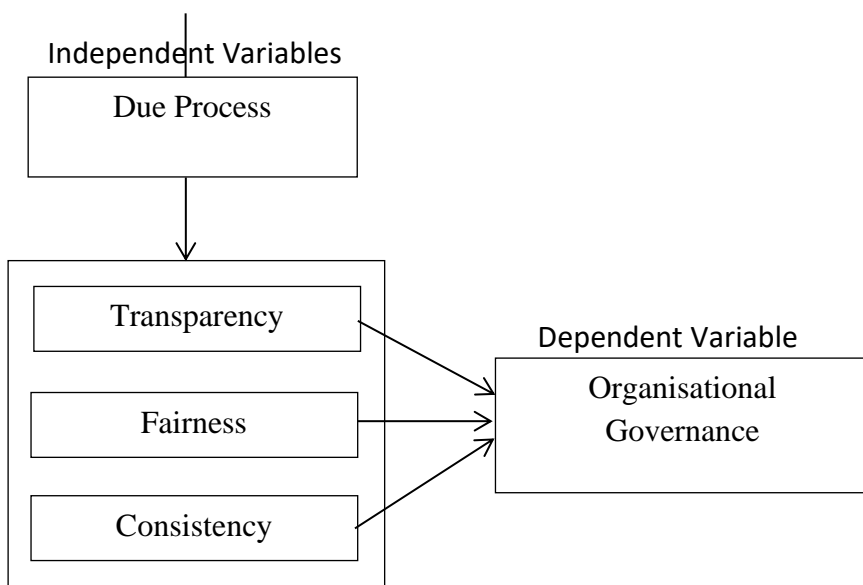 Independent Variables
Due Process
Transparency
Fairness
Consistency
Dependent Variable
Organisational
Governance